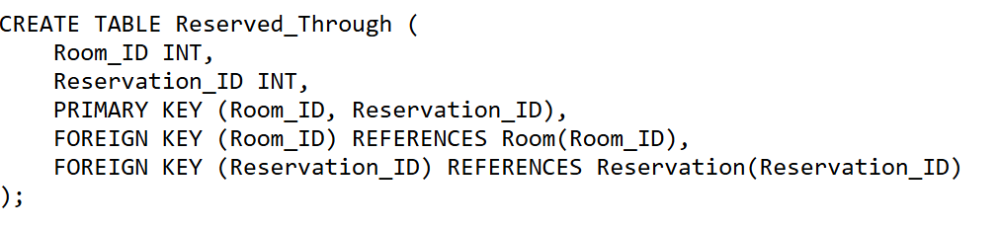 CREATE TABLE Reserved_Through (
    Room_ID INT,
    Reservation_ID INT,
    PRIMARY KEY (Room_ID, Reservation_ID),
    FOREIGN KEY (Room_ID) REFERENCES Room(Room_ID),
    FOREIGN KEY (Reservation_ID) REFERENCES Reservation(Reservation_ID)
);